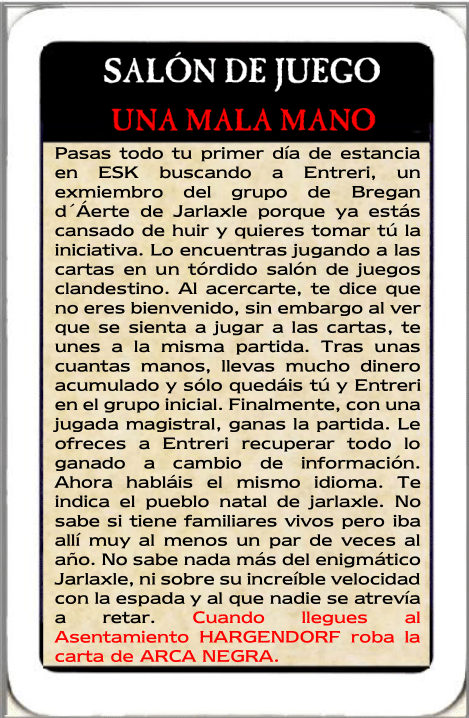 SALÓN DE JUEGO
UNA MALA MANO
Pasas todo tu primer día de estancia
en ESK buscando a Entreri, un
exmiembro del grupo de Bregan
d´Áerte de Jarlaxle porque ya estás
cansado de huir y quieres tomar tú la
iniciativa. Lo encuentras jugando a las
cartas en un tórdido salón de juegos
clandestino. Al acercarte, te dice que
no eres bienvenido, sin embargo al ver
que se sienta a jugar a las cartas, te
unes a la misma partida. Tras unas
cuantas manos, llevas mucho dinero
acumulado y sólo quedáis tú y Entreri
en el grupo inicial. Finalmente, con una
jugada magistral, ganas la partida. Le
ofreces a Entreri recuperar todo lo
ganado a cambio de información.
Ahora habláis el mismo idioma. Te
indica el pueblo natal de jarlaxle. No
sabe si tiene familiares vivos pero iba
allí muy al menos un par de veces al
año. No sabe nada más del enigmático
Jarlaxle, ni sobre su increíble velocidad
con la espada y al que nadie se atrevía
a retar. Cuando llegues al
Asentamiento HARGENDORF roba la
carta de ARCA NEGRA.